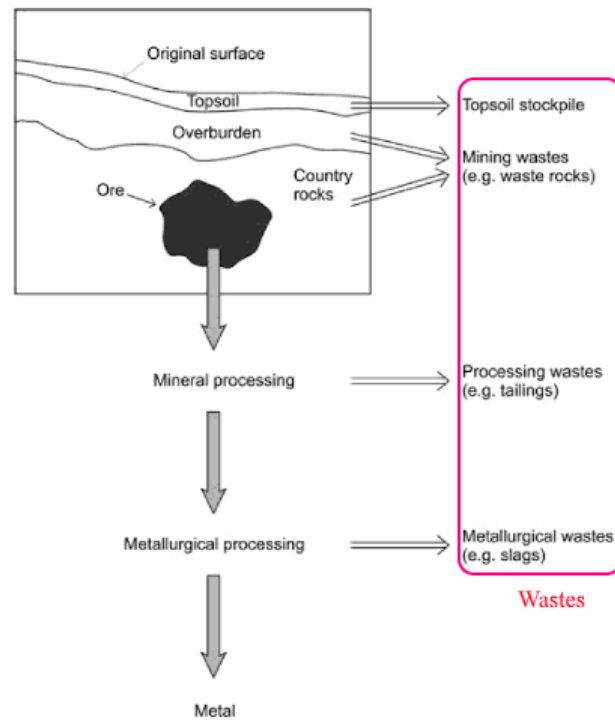 Original surface
Topsoil
Topsoil stockpile
Overburden
Mining wastes
(e.g. waste rocks)
Country
rocks
Ore
Mineral processing
Processing wastes
(e.g. tailings)
Metallurgical processing
Metallurgical wastes
(e.g. slags)
Wastes
Metal